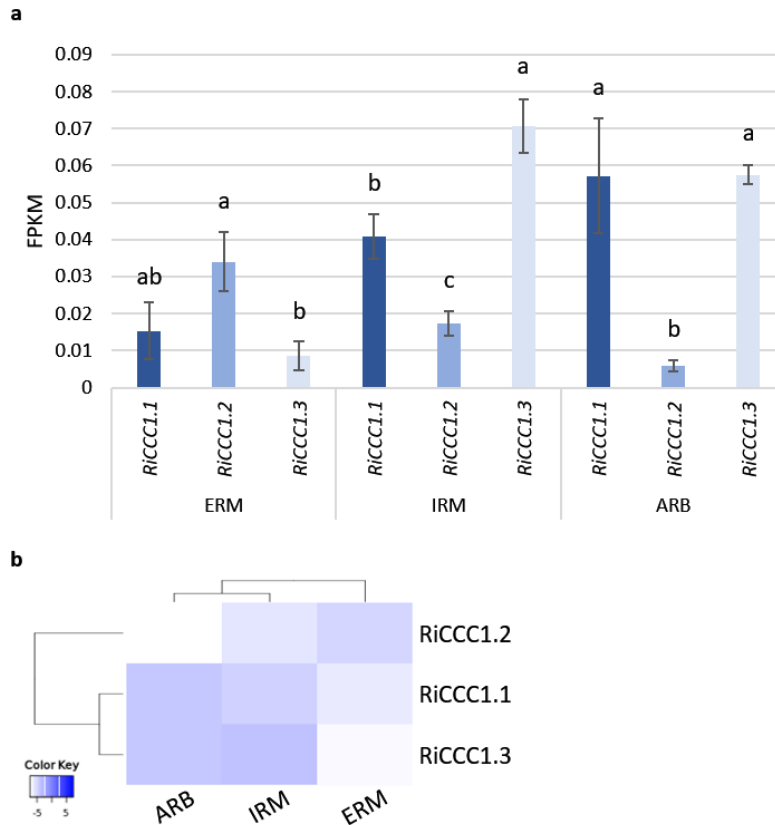 a
FPKM
0.09
0.08
0.07
0.06
0.05
0.04
0.03
0.02
0.01
0
ab
a
b
b
c
a
a
b
a
RiCCC1.1
RiCCC1.2
RiCCC1.3
RiCCC1.1
RiCCC1.2
RiCCC1.3
RiCCC1.1
RiCCC1.2
RiCCC1.3
ERM
IRM
ARB
b
RiCCC1.2
RiCCC1.1
RiCCC1.3
Color Key
-5 0 5
ARB
IRM
ERM